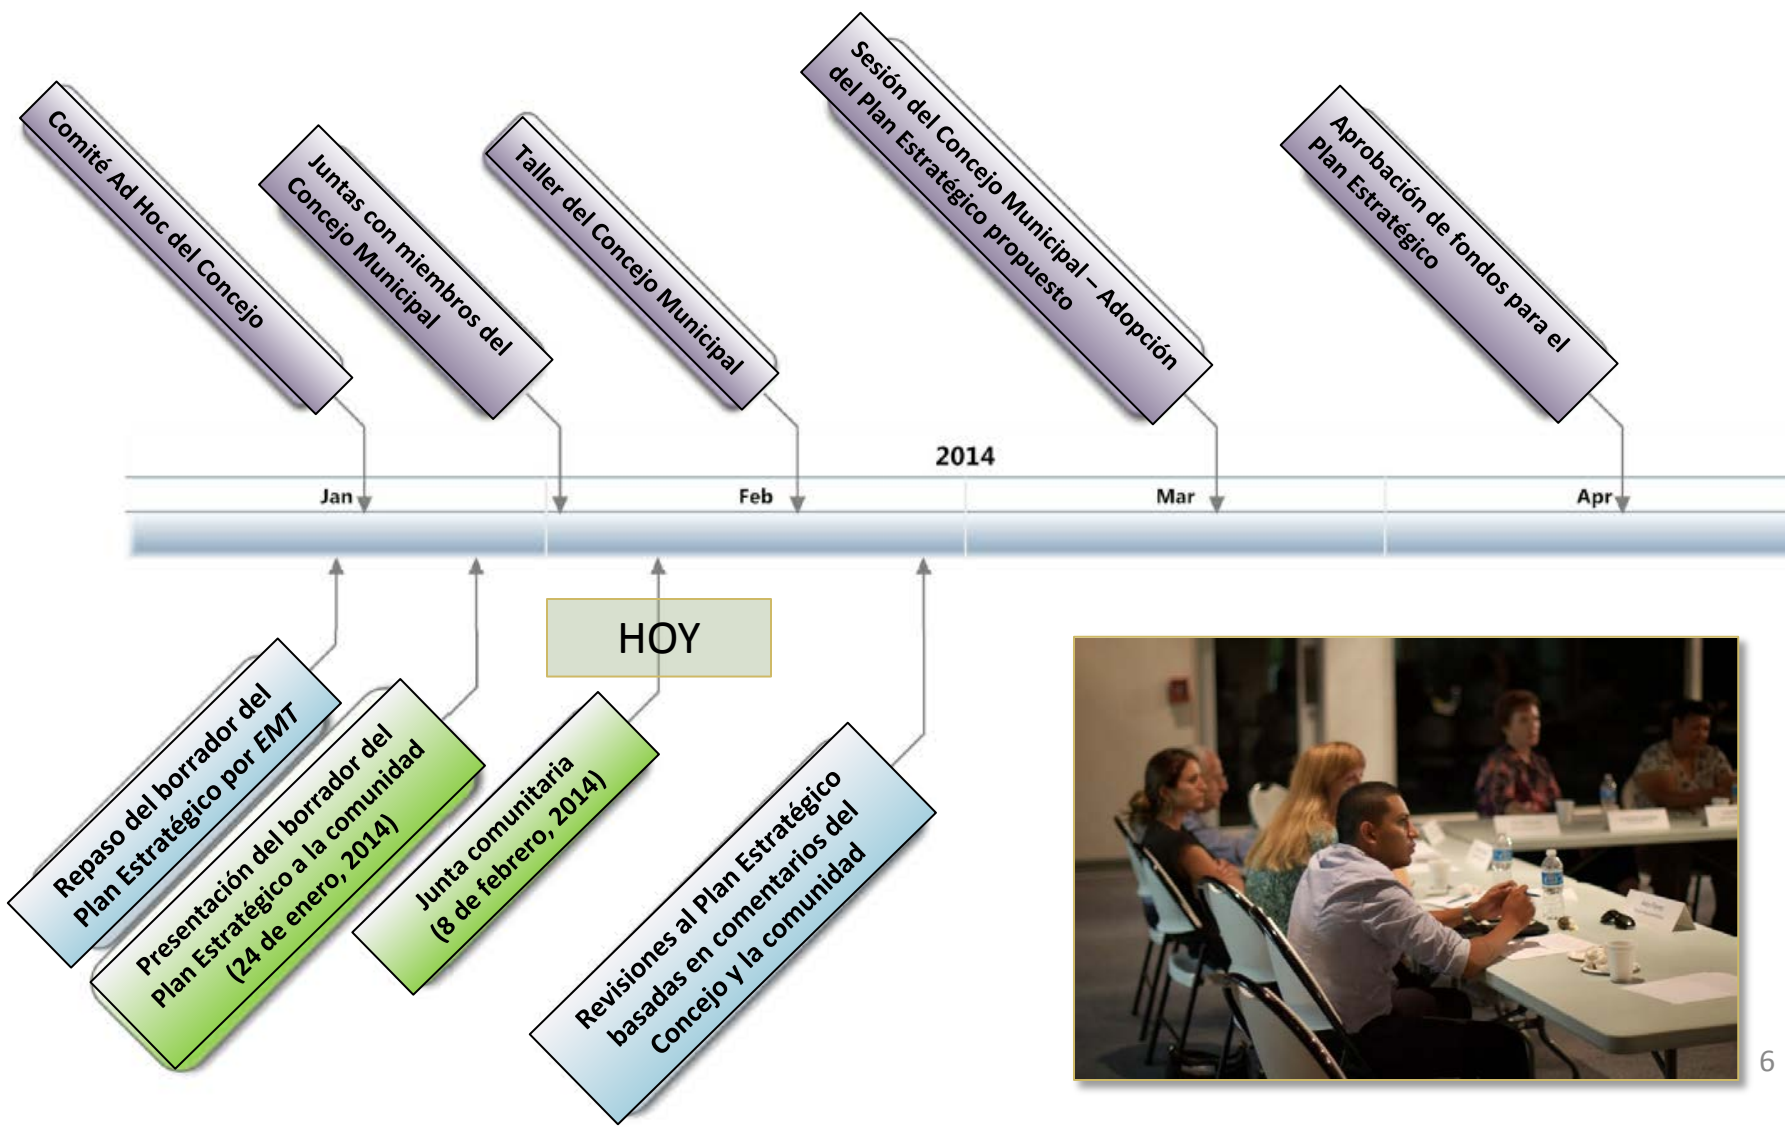 Comité Ad Hoc del Concejo
Juntas con miembros del
Concejo Municipal
Taller del Concejo Municipal
Sesión del Concejo Municipal – Adopción
del Plan Estratégico propuesto
Aprobación de fondos para el
Plan Estratégico
2014
Jan
Feb
Mar
Apr
HOY
Repaso del borrador del
Plan Estratégico por EMT
Presentación del borrador del
Plan Estratégico a la comunidad
(24 de enero, 2014)
Junta comunitaria
(8 de febrero, 2014)
Revisiones al Plan Estratégico
basadas en comentarios del
Concejo y la comunidad
6